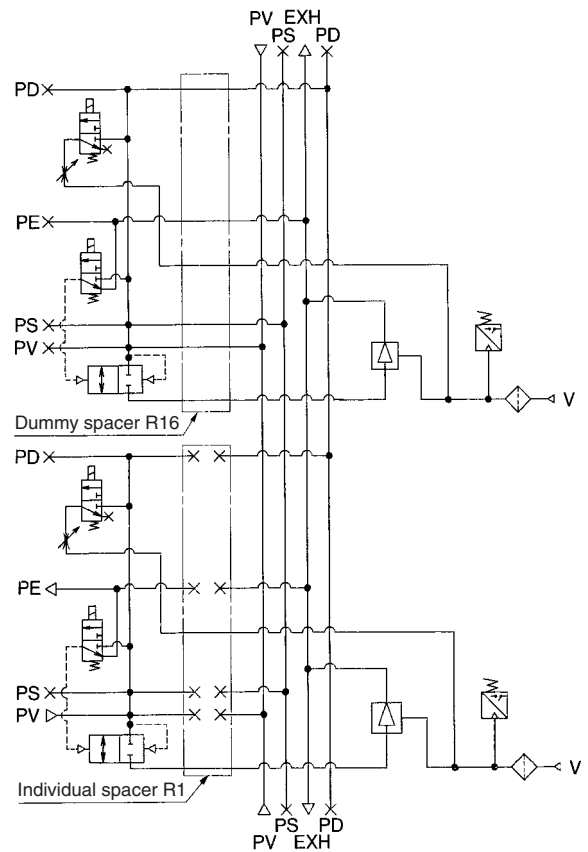 PV EXH
PS PD
PD
PE
PS
PV
V
Dummy spacer R16
PD
PE
PS
PV
V
Individual spacer R1
PS PD
PV EXH